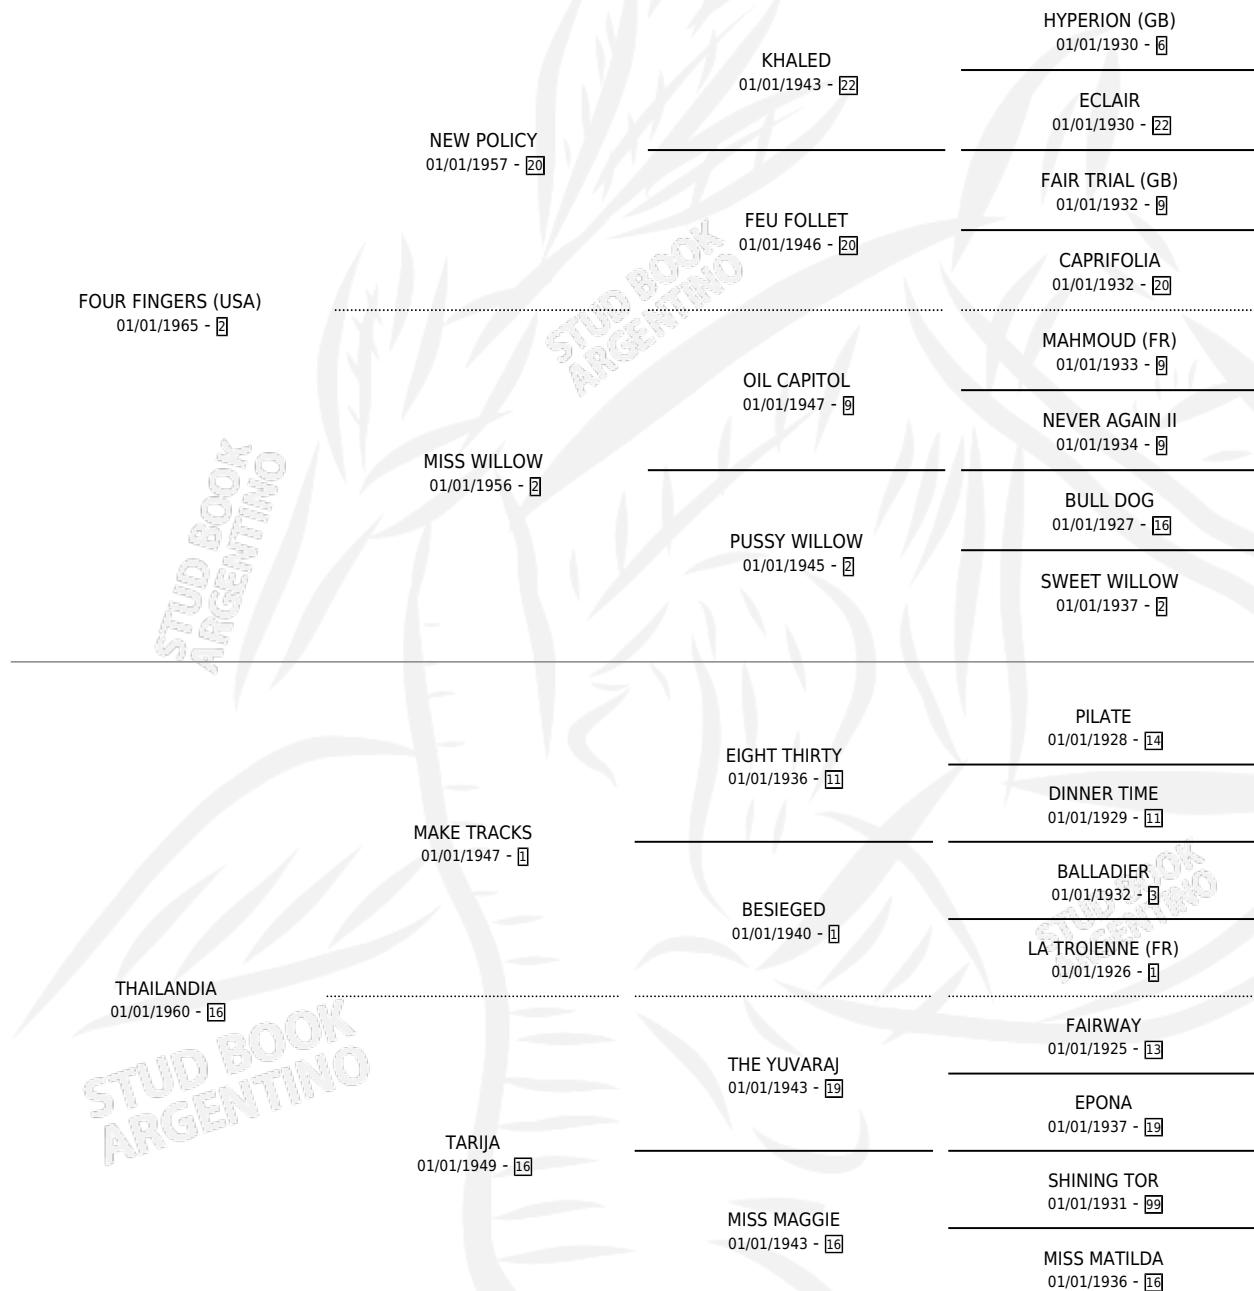 HYPERION (GB)
01/01/1930 - 6
KHALED
01/01/1943 - 22
ECLAIR
01/01/1930 - 22
NEW POLICY
01/01/1957 - 20
FAIR TRIAL (GB)
01/01/1932 - 9
FEU FOLLET
01/01/1946 - 20
CAPRIFOLIA
01/01/1932 - 20
FOUR FINGERS (USA)
01/01/1965 - 2
MAHMOUD (FR)
01/01/1933 - 9
OIL CAPITOL
01/01/1947 - 9
NEVER AGAIN II
01/01/1934 - 9
MISS WILLOW
01/01/1956 - 2
BULL DOG
01/01/1927 - 16
PUSSY WILLOW
01/01/1945 - 2
SWEET WILLOW
01/01/1937 - 2
PILATE
01/01/1928 - 14
EIGHT THIRTY
01/01/1936 - 11
DINNER TIME
01/01/1929 - 11
MAKE TRACKS
01/01/1947 - 1
BALLADIER
01/01/1932 - 3
BESIEGED
01/01/1940 - 1
LA TROIENNE (FR)
01/01/1926 - 1
THAILANDIA
01/01/1960 - 16
FAIRWAY
01/01/1925 - 13
THE YUVARAJ
01/01/1943 - 19
EPONA
01/01/1937 - 19
TARIJA
01/01/1949 - 16
SHINING TOR
01/01/1931 - 99
MISS MAGGIE
01/01/1943 - 16
MISS MATILDA
01/01/1936 - 16
STUD BOOK
ARGENTINO
STUD BOOK
ARGENTINO
STUD BOOK
ARGENTINO
STUD BOOK
ARGENTINO